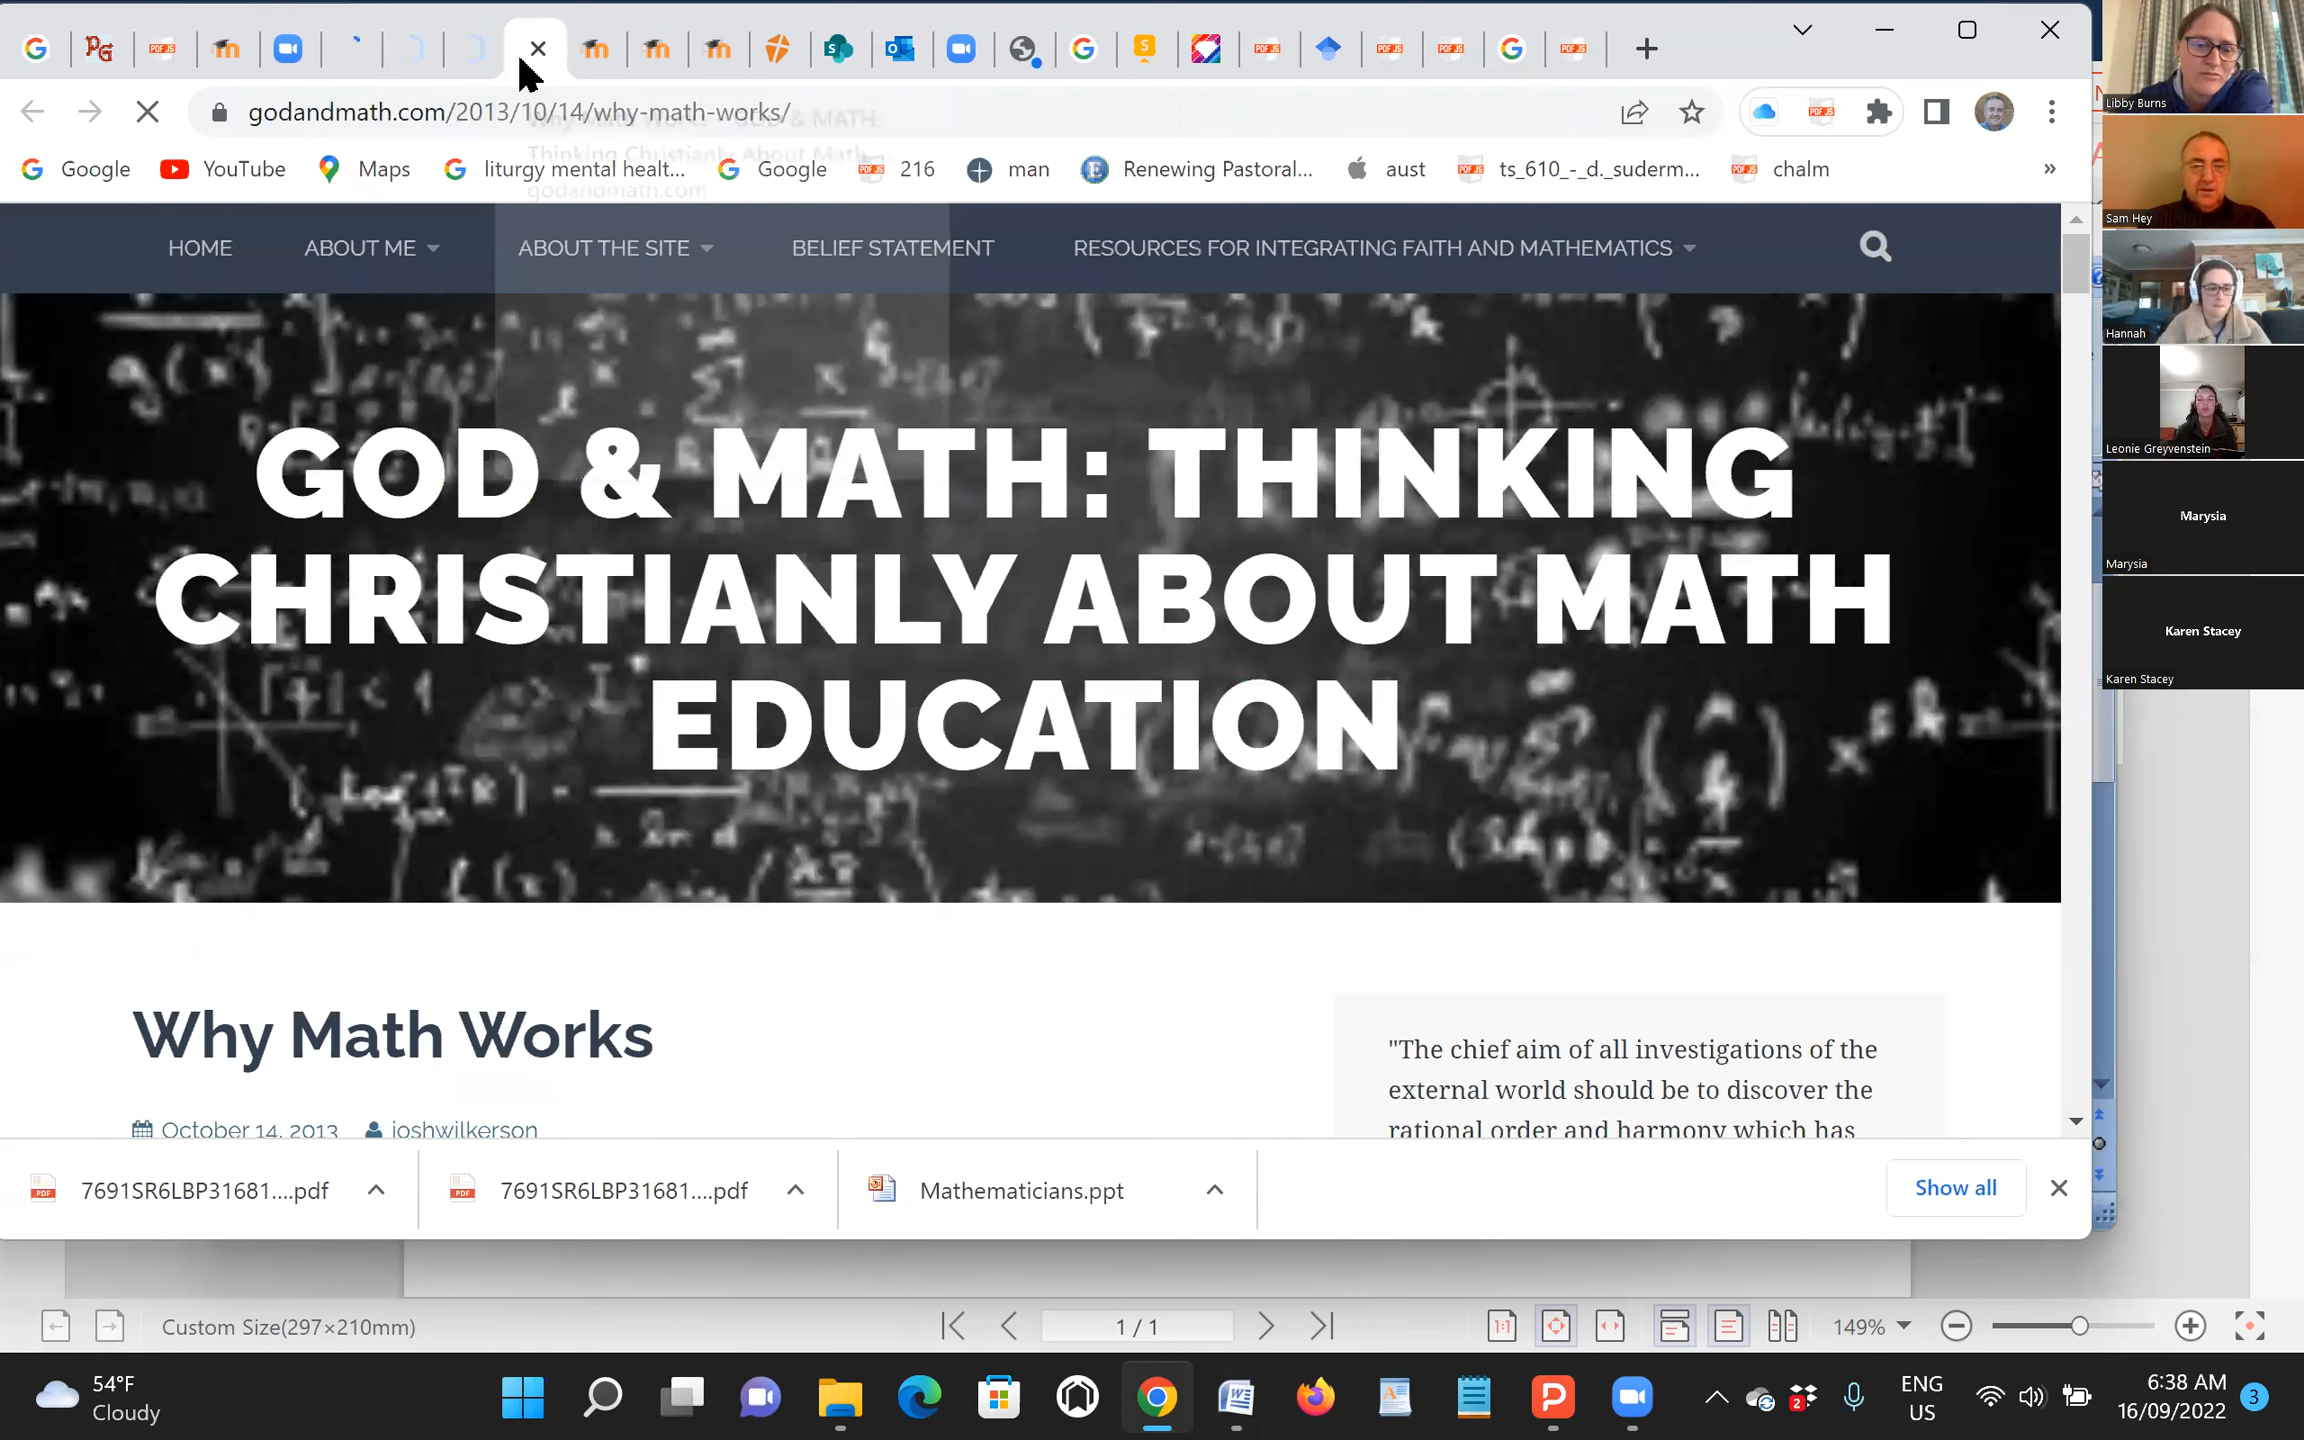 godandmath.com/2013/10/14/why-math-works/
Google YouTube Maps liturgy mental healt... Google 216 man Renewing Pastoral... aust ts_610_-_d._suderm... chalm »
HOME ABOUT ME ABOUT THE SITE BELIEF STATEMENT RESOURCES FOR INTEGRATING FAITH AND MATHEMATICS
GOD & MATH: THINKING
CHRISTIANLY ABOUT MATH
EDUCATION
Why Math Works
October 14, 2013 joshwilkerson
"The chief aim of all investigations of the
external world should be to discover the
rational order and harmony which has
7691SR6LBP31681....pdf 7691SR6LBP31681....pdf Mathematicians.ppt Show all
Custom Size(297×210mm) 1 / 1 1:1 149%
54°F
Cloudy
ENG
US
6:38 AM
16/09/2022
3
2
Libby Burns
Sam Hey
Hannah
Leonie Greyvenstein
Marysia
Marysia
Karen Stacey
Karen Stacey